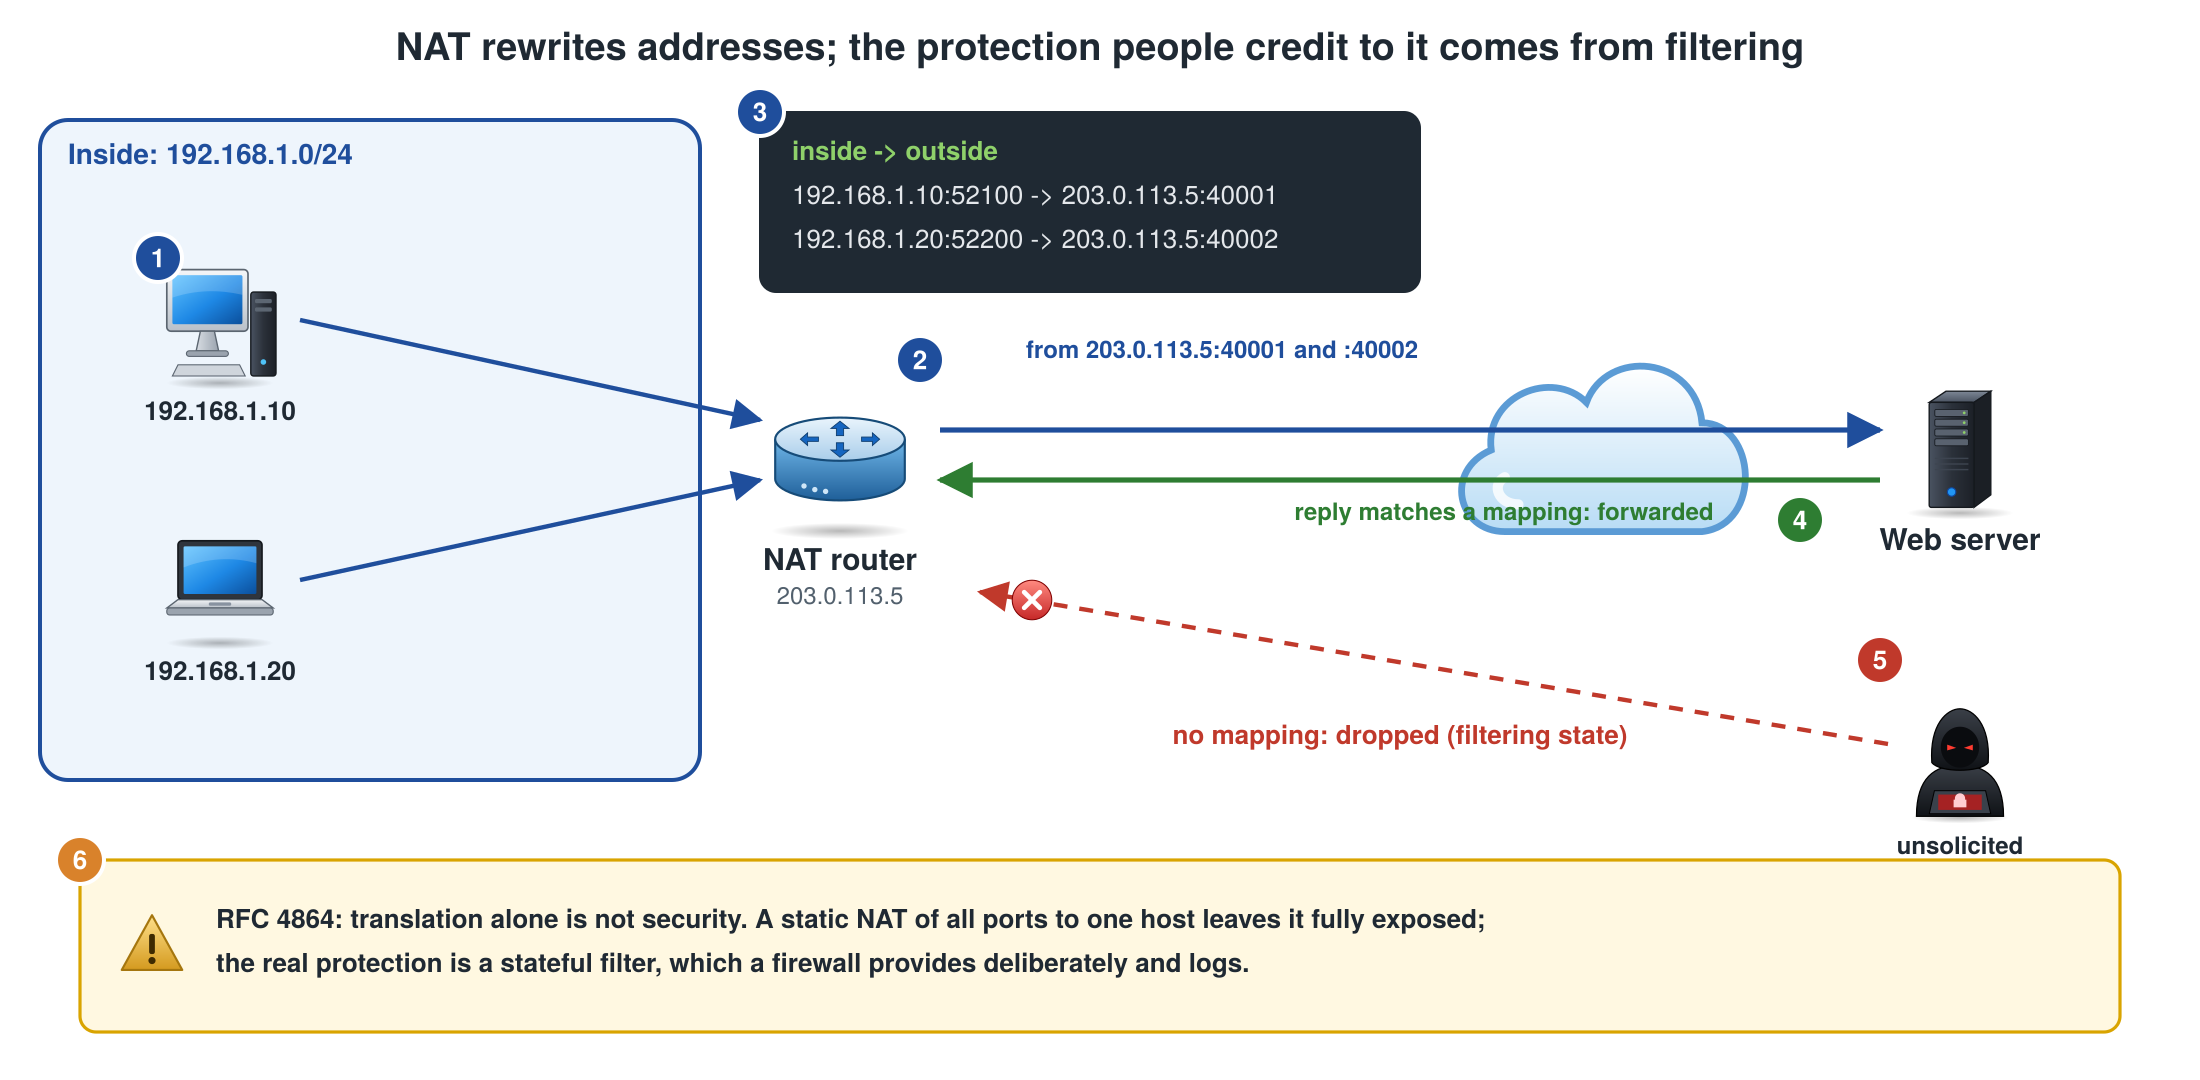 NAT rewrites addresses; the protection people credit to it comes from filtering
3
Inside: 192.168.1.0/24
inside -> outside
192.168.1.10:52100 -> 203.0.113.5:40001
192.168.1.20:52200 -> 203.0.113.5:40002
1
192.168.1.10
2
from 203.0.113.5:40001 and :40002
reply matches a mapping: forwarded
4
Web server
NAT router
203.0.113.5
192.168.1.20
5
no mapping: dropped (filtering state)
unsolicited
6
RFC 4864: translation alone is not security. A static NAT of all ports to one host leaves it fully exposed;
the real protection is a stateful filter, which a firewall provides deliberately and logs.